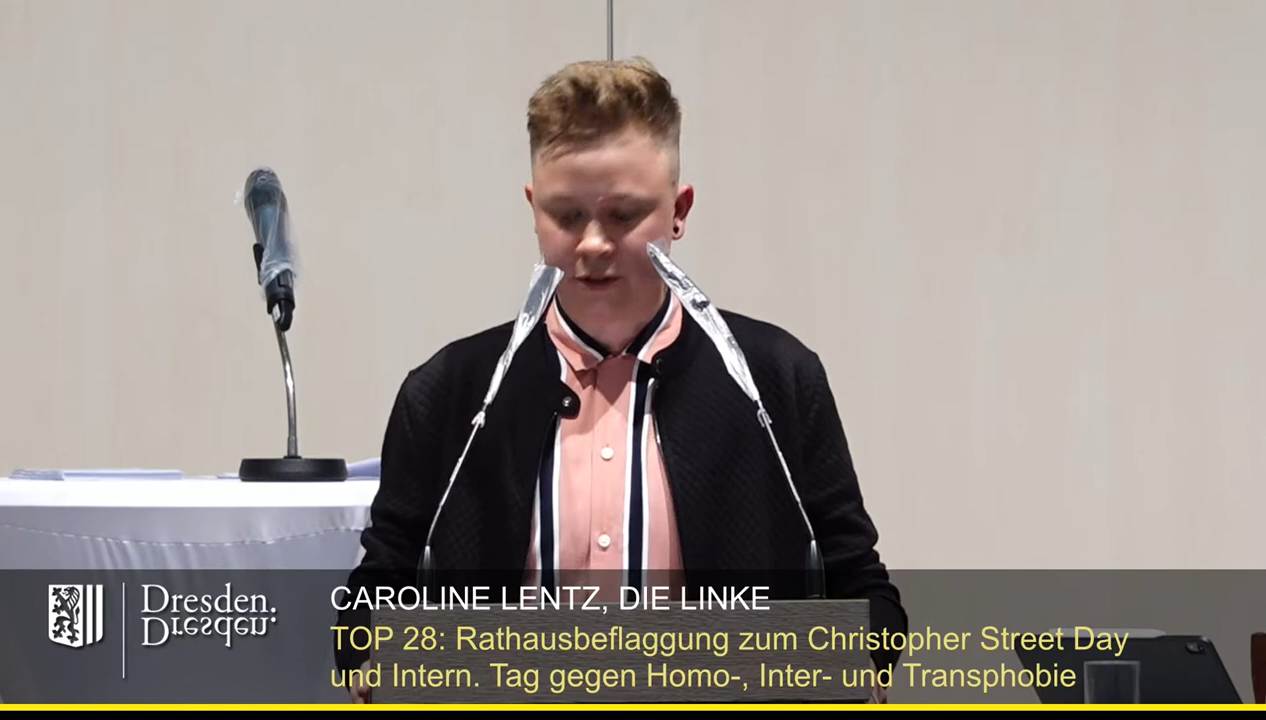 Dresden.
Dresden.
CAROLINE LENTZ, DIE LINKE
TOP 28: Rathausbeflaggung zum Christopher Street Day
und Intern. Tag gegen Homo-, Inter- und Transphobie